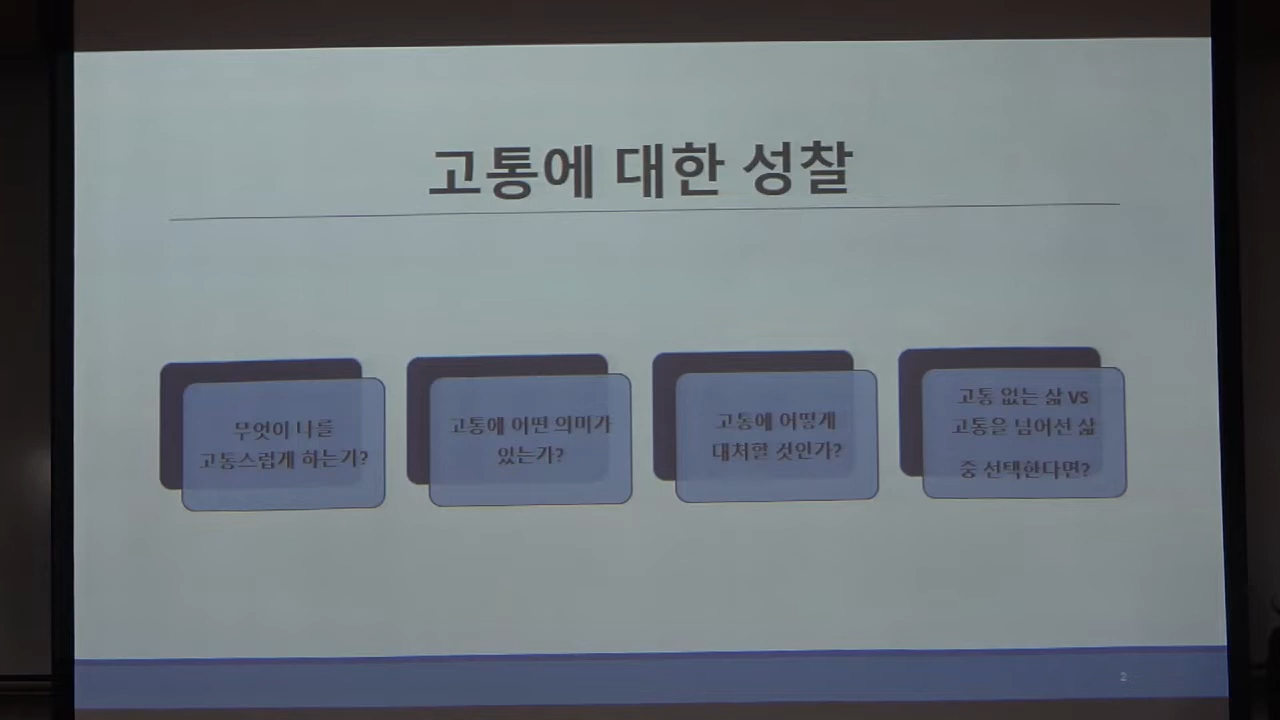 고통에 대한 성찰
무엇이 나를
고통스럽게 하는가?
고통에 어떤 의미가
있는가?
고통에 어떻게
대처할 것인가?
고통 없는 삶 vs
고통을 넘어선 삶
중 선택한다면?
2